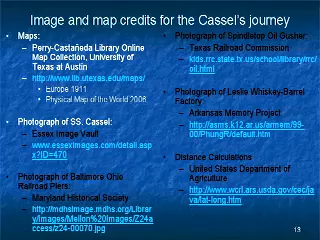 Image and map credits for the Cassel's journey
• Maps:
– Perry-Castañeda Library Online
Map Collection, University of
Texas at Austin
– http://www.lib.utexas.edu/maps/
• Europe 1911
• Physical Map of the World 2006
• Photograph of SS. Cassel:
– Essex Image Vault
– www.esseximages.com/detail.asp
x?ID=470
• Photograph of Baltimore Ohio
Railroad Piers:
– Maryland Historical Society
– http://mdhsimage.mdhs.org/Librar
y/Images/Mellon%20Images/Z24a
ccess/z24-00070.jpg
• Photograph of Spindletop Oil Gusher:
– Texas Railroad Commission
– kids.rrc.state.tx.us/school/library/rrc/
oil.html
• Photograph of Leslie Whiskey-Barrel
Factory:
– Arkansas Memory Project
– http://asms.k12.ar.us/armem/99-
00/PhungR/default.htm
• Distance Calculations
– United States Department of
Agriculture
– http://www.wcrl.ars.usda.gov/cec/ja
va/lat-long.htm
13